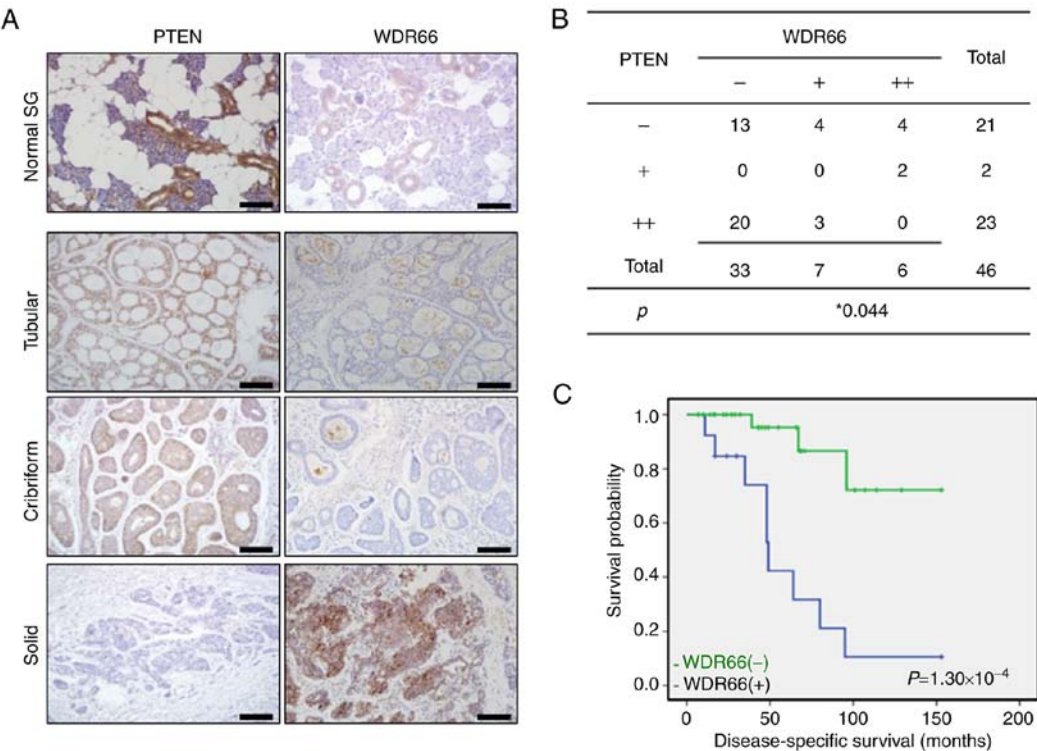 A
PTEN WDR66
Normal SG
Tubular
Cribriform
Solid
B
PTEN WDR66 Total
− + ++
− 13 4 4 21
+ 0 0 2 2
++ 20 3 0 23
Total 33 7 6 46
p *0.044
C
Survival probability
1.0
0.8
0.6
0.4
0.2
0.0
- WDR66(−)
- WDR66(+)
P=1.30×10⁻⁴
0 50 100 150 200
Disease-specific survival (months)